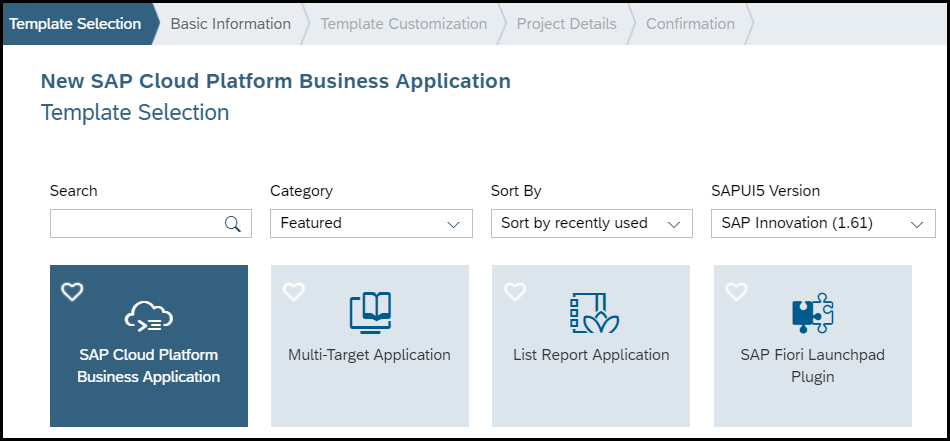 Template Selection Basic Information Template Customization Project Details Confirmation
New SAP Cloud Platform Business Application
Template Selection
Search Category Sort By SAPUI5 Version
Featured Sort by recently used SAP Innovation (1.61)
SAP Cloud Platform
Business Application
Multi-Target Application
List Report Application
SAP Fiori Launchpad
Plugin